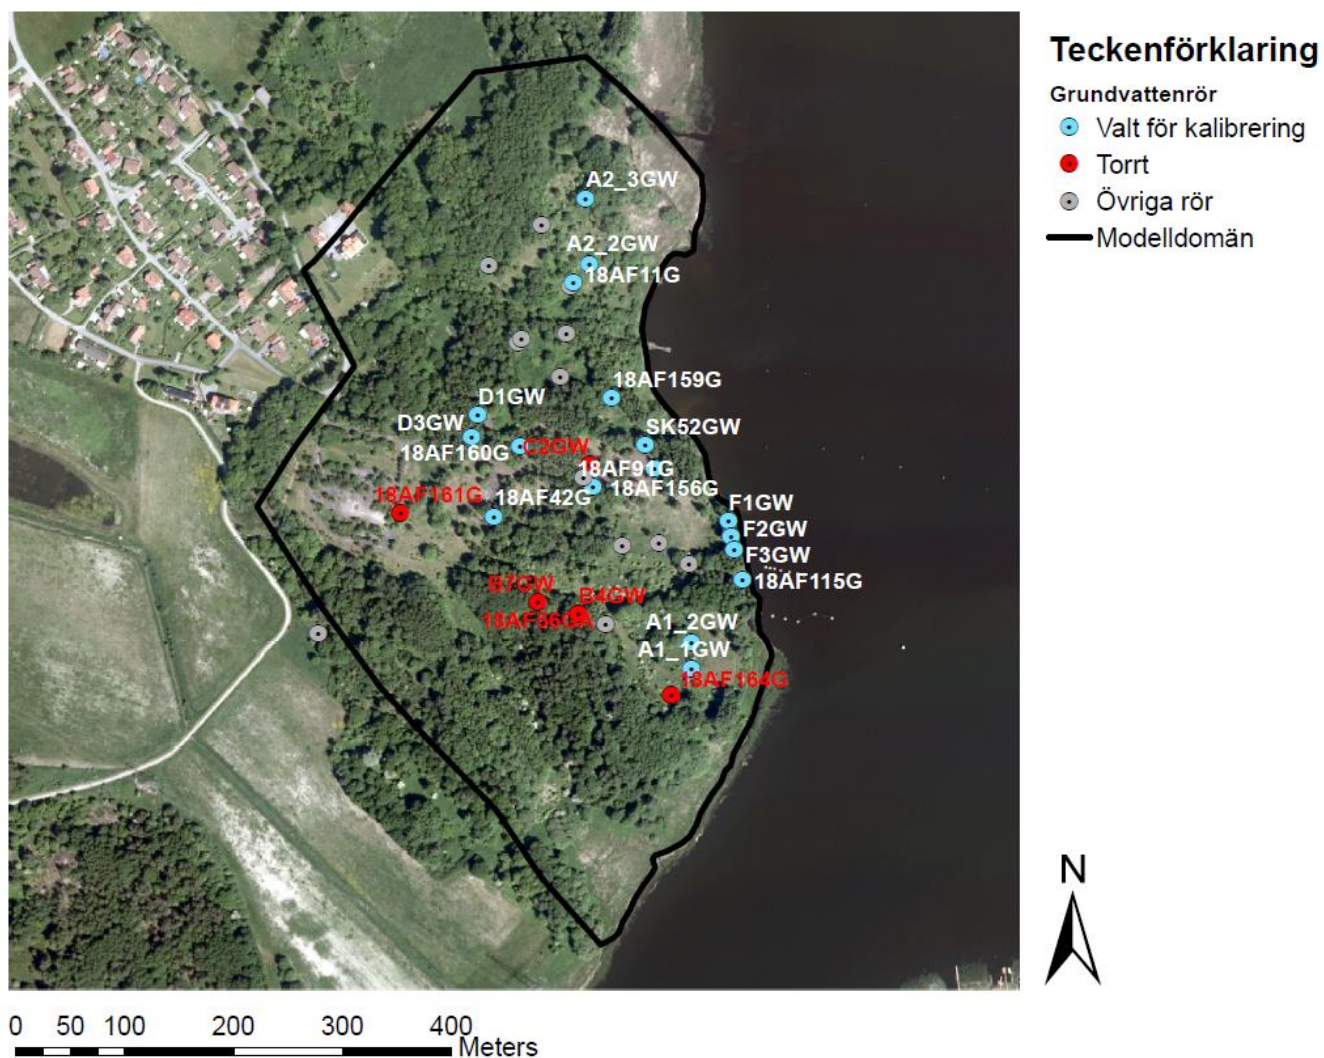 Teckenförklaring
Grundvattenrör
Valt för kalibrering
Torrt
Övriga rör
Modelldomän
A2_3GW
A2_2GW
18AF11G
18AF159G
D1GW
D3GW
SK52GW
18AF160G
C2GW
18AF91G
18AF156G
18AF161G
18AF42G
F1GW
F2GW
F3GW
18AF115G
B7GW
B4GW
A1_2GW
A1_1GW
18AF164G
N
0 50 100 200 300 400
Meters